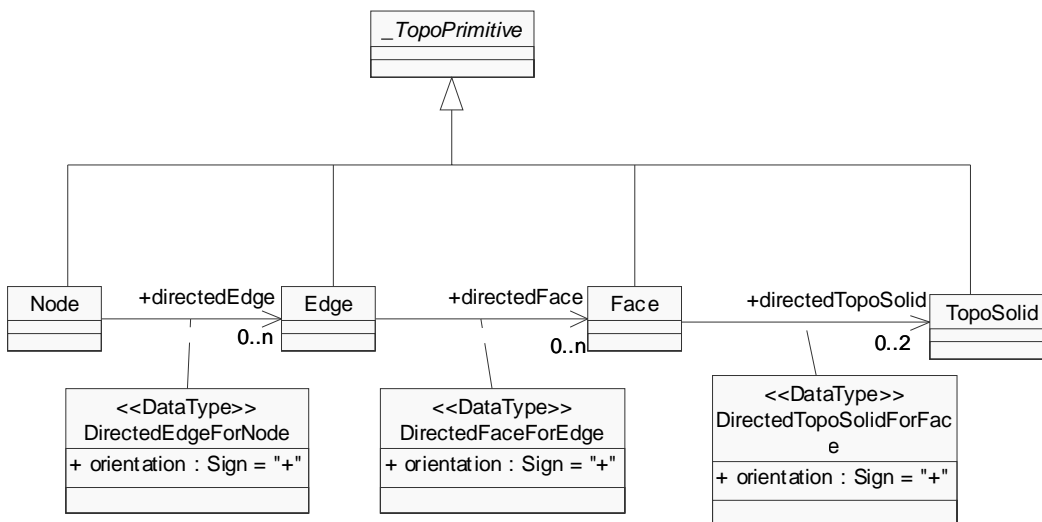 _TopoPrimitive
Node
+directedEdge
0..n
Edge
+directedFace
0..n
Face
+directedTopoSolid
0..2
TopoSolid
<<DataType>>
DirectedEdgeForNode
+ orientation : Sign = "+"
<<DataType>>
DirectedFaceForEdge
+ orientation : Sign = "+"
<<DataType>>
DirectedTopoSolidForFac
e
+ orientation : Sign = "+"